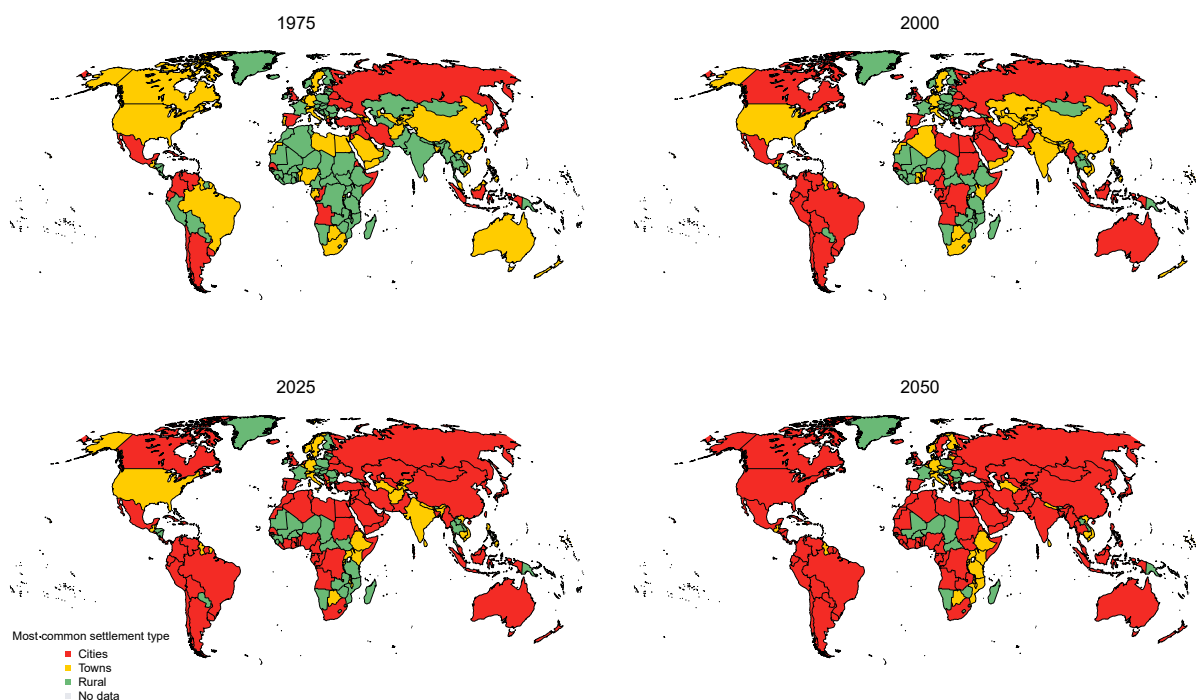 1975
2000
2025
2050
Most-common settlement type
Cities
Towns
Rural
No data